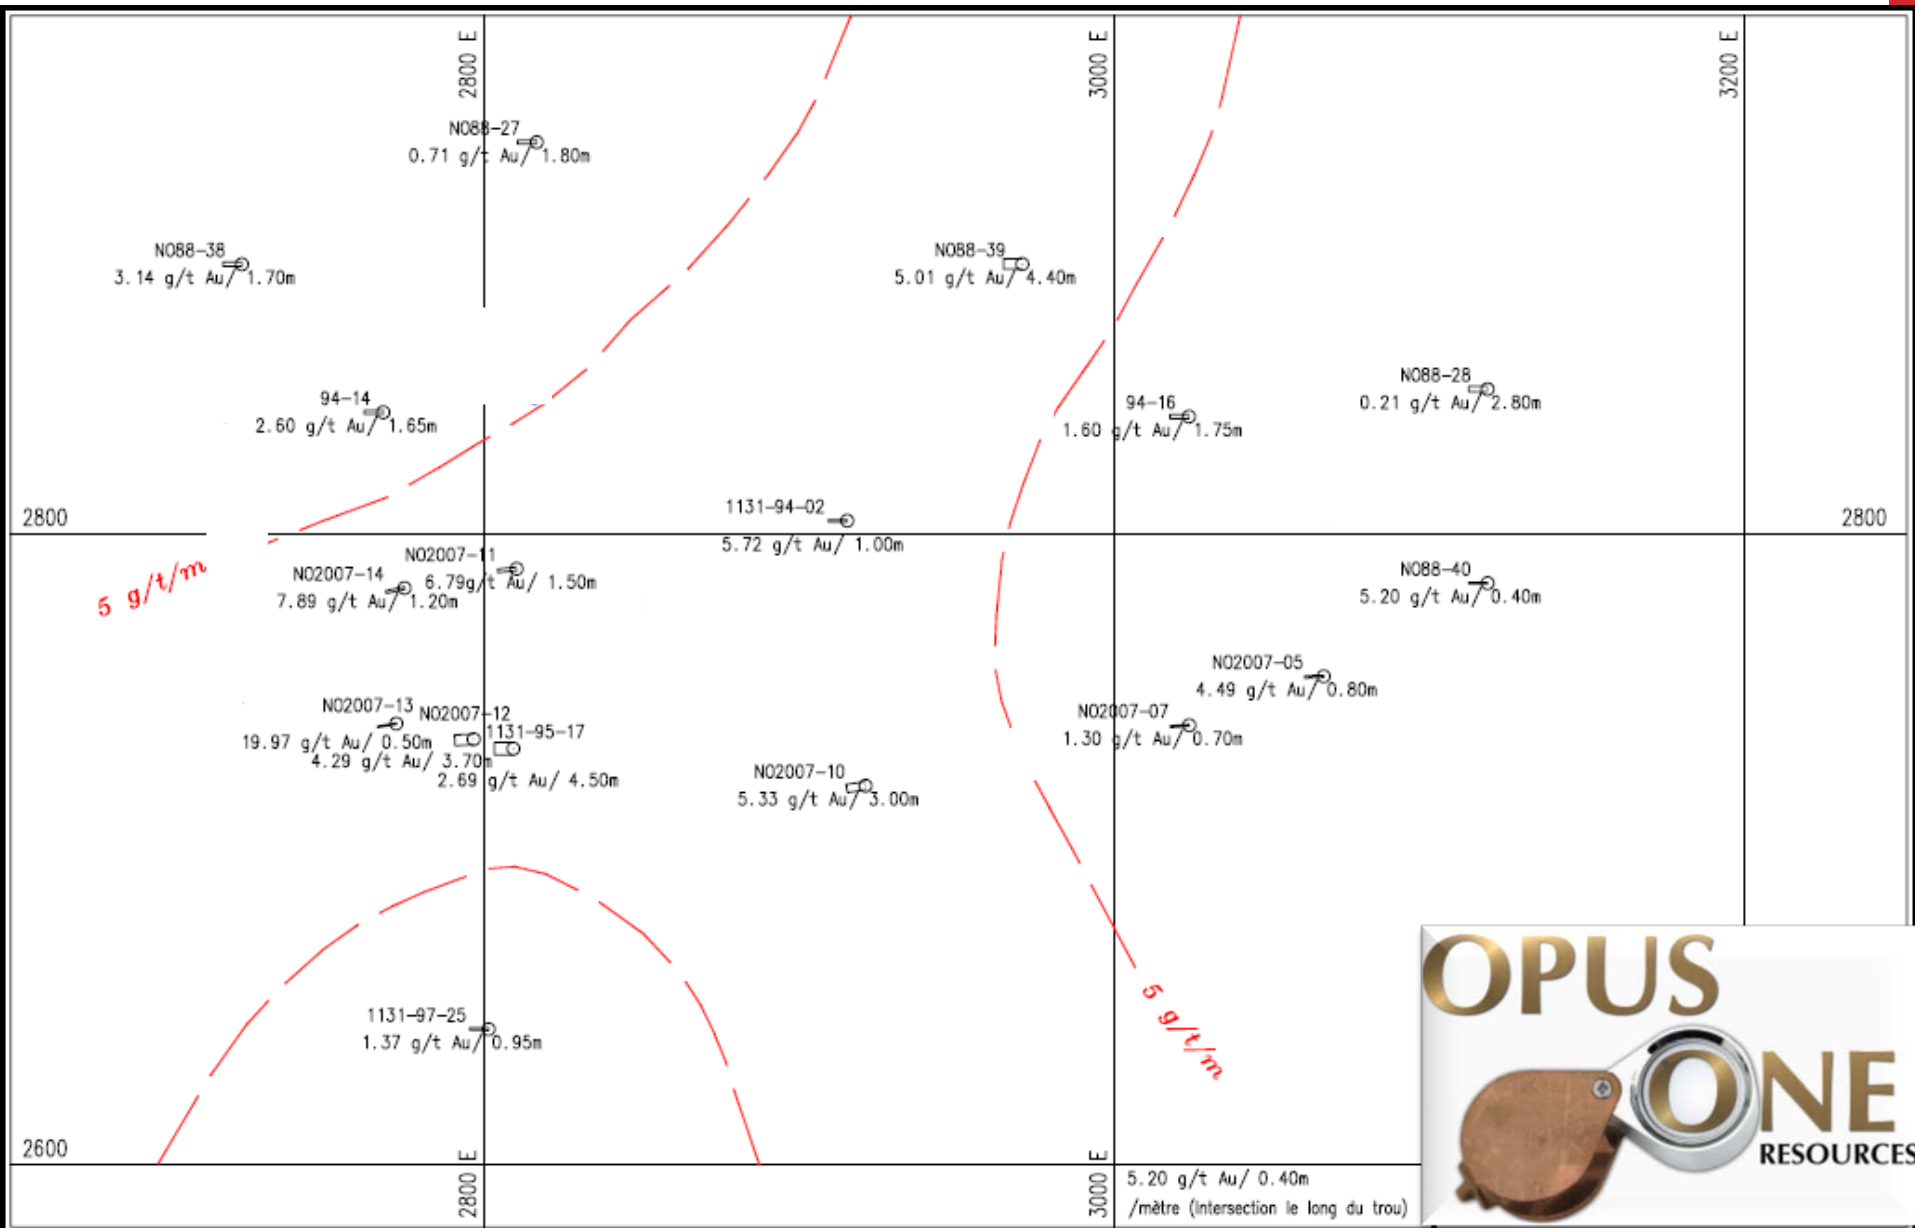 2800 E
3000 E
3200 E
N088-27
0.71 g/t Au/ 1.80m
N088-38
3.14 g/t Au/ 1.70m
N088-39
5.01 g/t Au/ 4.40m
N088-28
0.21 g/t Au/ 2.80m
94-14
2.60 g/t Au/ 1.65m
94-16
1.60 g/t Au/ 1.75m
1131-94-02
5.72 g/t Au/ 1.00m
2800
2800
N02007-11
6.79g/t Au/ 1.50m
N02007-14
7.89 g/t Au/ 1.20m
5 g/t/m
N088-40
5.20 g/t Au/ 0.40m
N02007-05
4.49 g/t Au/ 0.80m
N02007-07
1.30 g/t Au/ 0.70m
N02007-13
19.97 g/t Au/ 0.50m
N02007-12
4.29 g/t Au/ 3.70m
1131-95-17
2.69 g/t Au/ 4.50m
N02007-10
5.33 g/t Au/ 3.00m
1131-97-25
1.37 g/t Au/ 0.95m
5 g/t/m
2600
2800 E
3000 E
5.20 g/t Au/ 0.40m
/mètre (Intersection le long du trou)
OPUS
ONE
RESOURCES